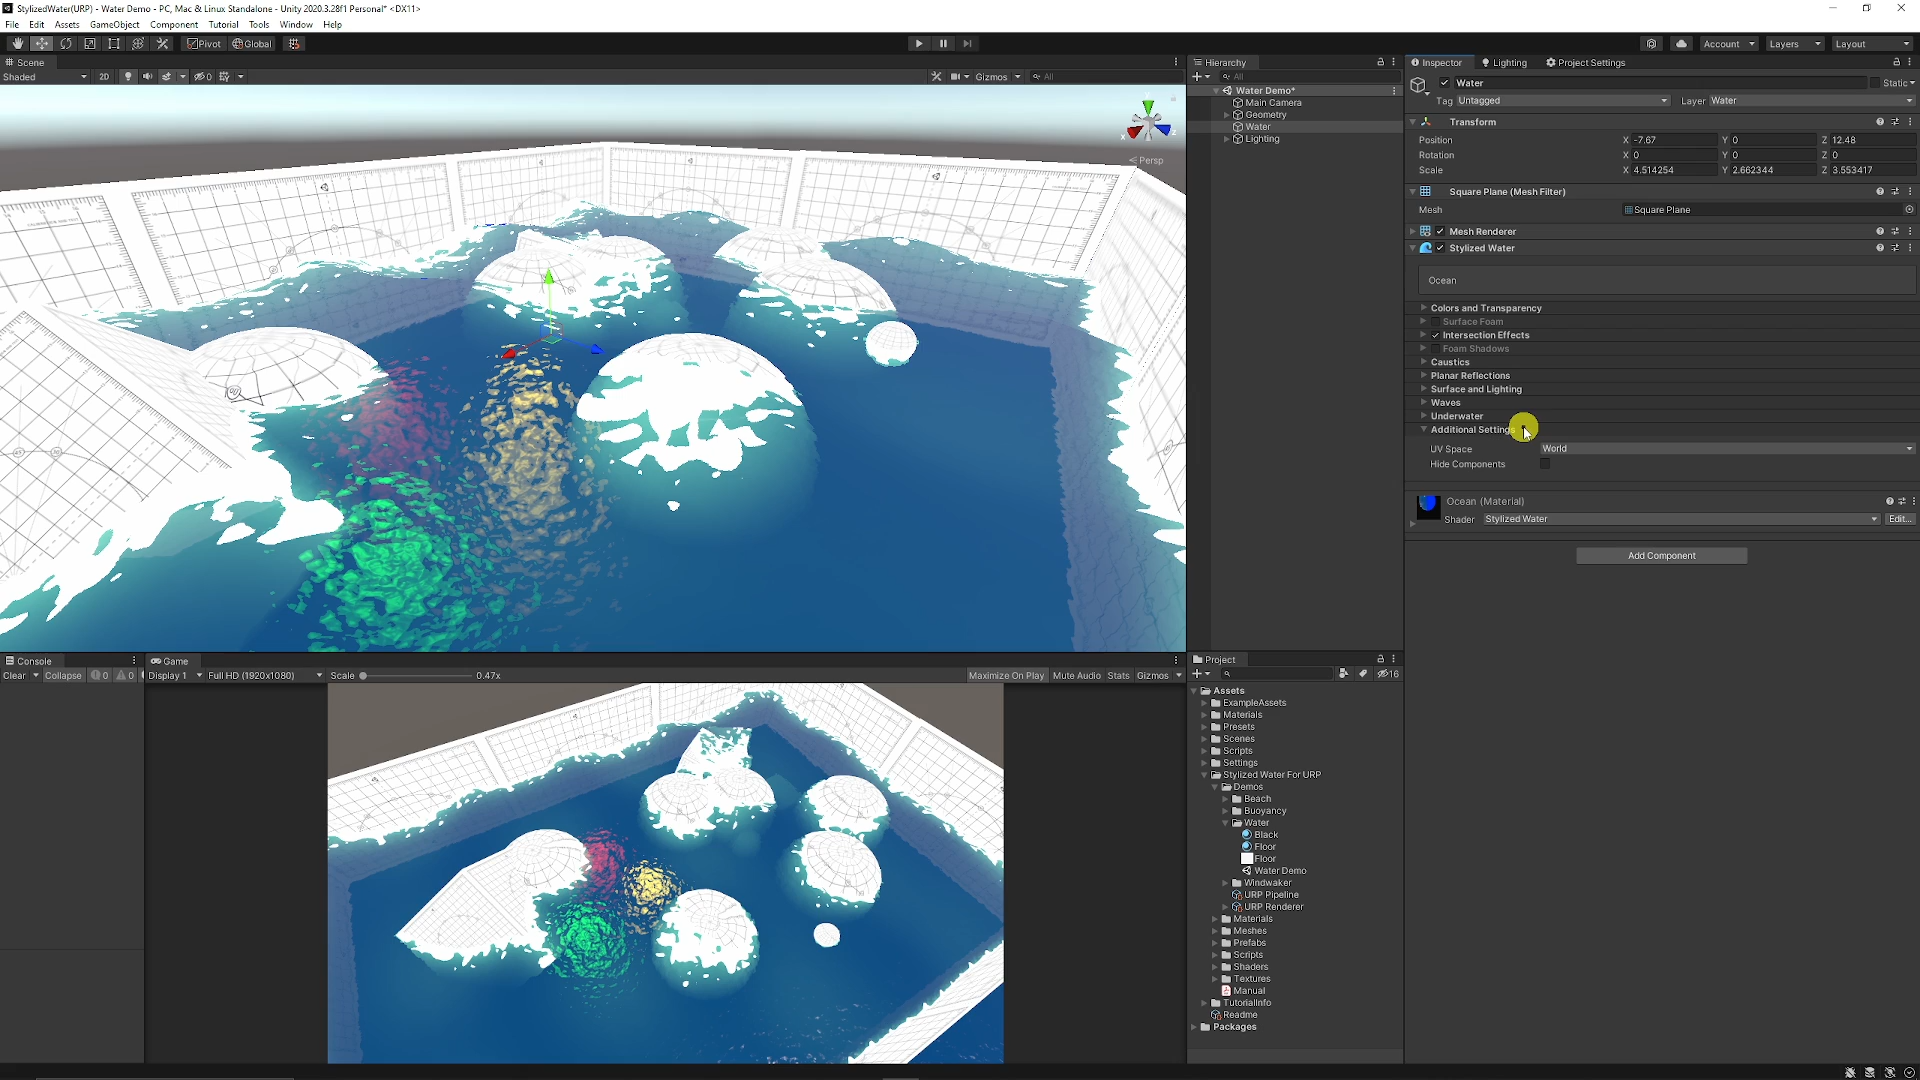 StylizedWater(URP) - Water Demo - PC, Mac & Linux Standalone - Unity 2020.3.28f1 Personal* <DX11>
File Edit Assets GameObject Component Tutorial Tools Window Help
Pivot Global
Account Layers Layout
Scene
Shaded 2D 0 Gizmos All
Persp
Hierarchy
All
Water Demo*
Main Camera
Geometry
Water
Lighting
Inspector Lighting Project Settings
Water Static
Tag Untagged Layer Water
Transform
Position X -7.67 Y 0 Z 12.48
Rotation X 0 Y 0 Z 0
Scale X 4.514254 Y 2.662344 Z 3.553417
Square Plane (Mesh Filter)
Mesh Square Plane
Mesh Renderer
Stylized Water
Ocean
Colors and Transparency
Surface Foam
Intersection Effects
Foam Shadows
Caustics
Planar Reflections
Surface and Lighting
Waves
Underwater
Additional Settings
UV Space World
Hide Components
Ocean (Material)
Shader Stylized Water Edit...
Add Component
Console
Clear Collapse 0 0
Game
Display 1 Full HD (1920x1080) Scale 0.47x Maximize On Play Mute Audio Stats Gizmos
Project
16
Assets
ExampleAssets
Materials
Presets
Scenes
Scripts
Settings
Stylized Water For URP
Demos
Beach
Buoyancy
Water
Black
Floor
Floor
Water Demo
Windwaker
URP Pipeline
URP Renderer
Materials
Meshes
Prefabs
Scripts
Shaders
Textures
Manual
TutorialInfo
Readme
Packages